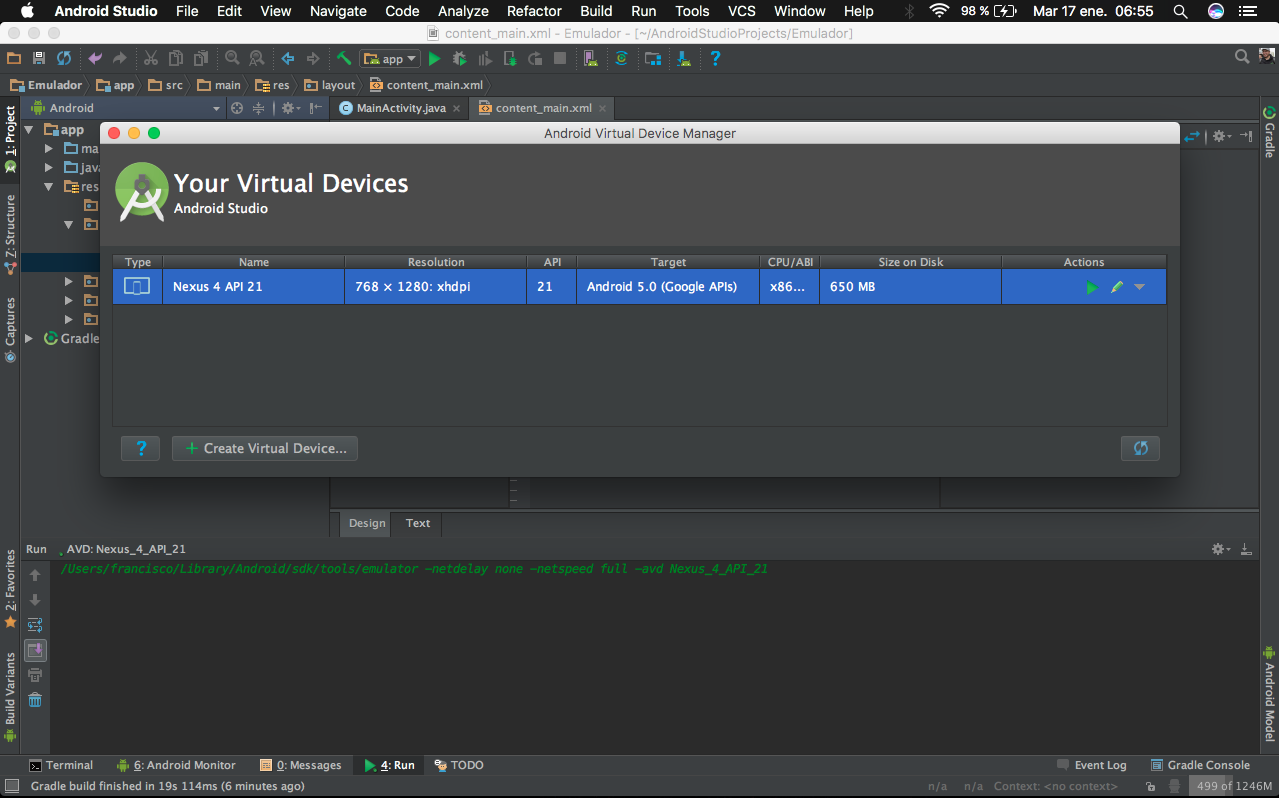 Android Studio File Edit View Navigate Code Analyze Refactor Build Run Tools VCS Window Help 98 % Mar 17 ene. 06:55
content_main.xml - Emulador - [~/AndroidStudioProjects/Emulador]
app
Emulador app src main res layout content_main.xml
Android MainActivity.java content_main.xml
1: Project
Z: Structure
Captures
2: Favorites
Build Variants
app
ma
java
res
Gradle
Android Virtual Device Manager
Your Virtual Devices
Android Studio
Type Name Resolution API Target CPU/ABI Size on Disk Actions
Nexus 4 API 21 768 × 1280: xhdpi 21 Android 5.0 (Google APIs) x86... 650 MB
? + Create Virtual Device...
Gradle
Android Model
Design Text
Run AVD: Nexus_4_API_21
/Users/francisco/Library/Android/sdk/tools/emulator -netdelay none -netspeed full -avd Nexus_4_API_21
Terminal 6: Android Monitor 0: Messages 4: Run TODO Event Log Gradle Console
Gradle build finished in 19s 114ms (6 minutes ago) n/a n/a Context: <no context> 499 of 1246M